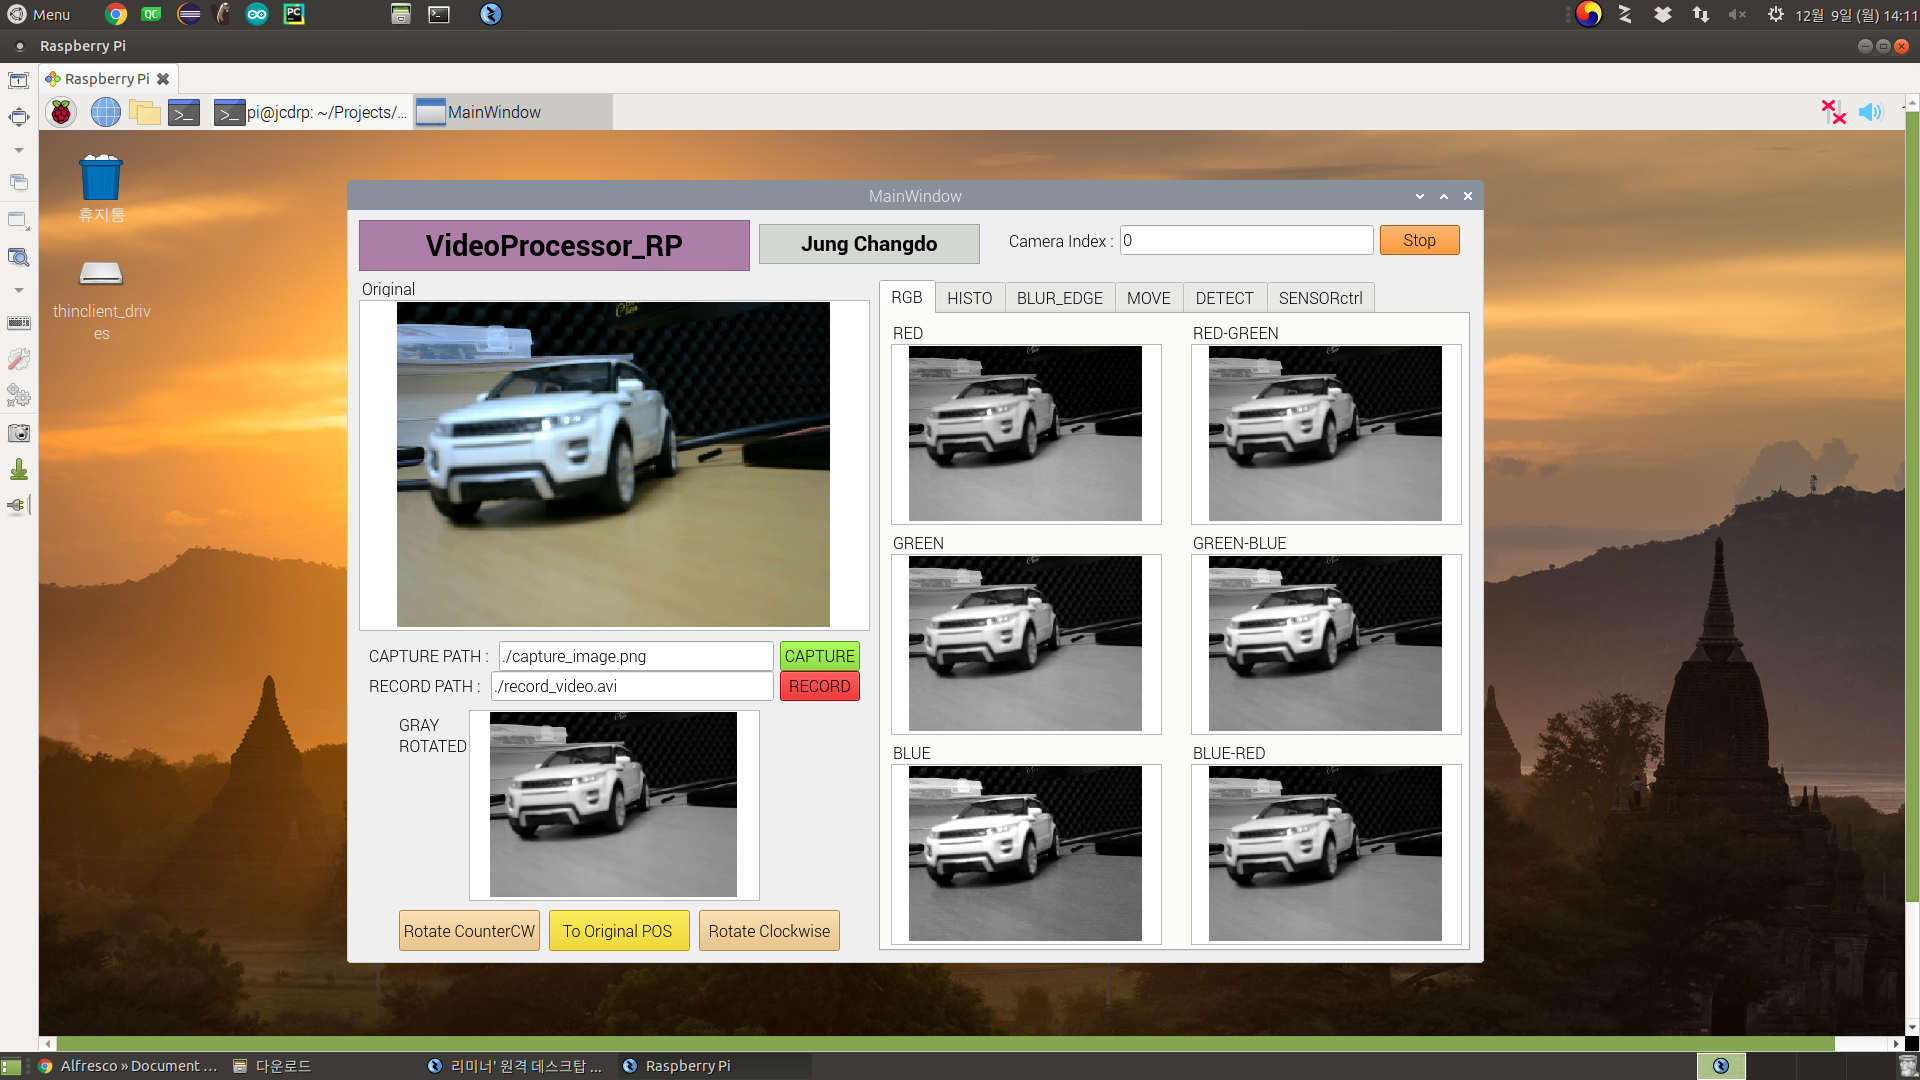 Menu
QC
PC
12월 9일 (월) 14:11
Raspberry Pi
Raspberry Pi
pi@jcdrp: ~/Projects/...
MainWindow
휴지통
thinclient_driv
es
MainWindow
VideoProcessor_RP
Jung Changdo
Camera Index :
0
Stop
Original
RGB
HISTO
BLUR_EDGE
MOVE
DETECT
SENSORctrl
RED
RED-GREEN
GREEN
GREEN-BLUE
BLUE
BLUE-RED
CAPTURE PATH :
./capture_image.png
CAPTURE
RECORD PATH :
./record_video.avi
RECORD
GRAY
ROTATED
Rotate CounterCW
To Original POS
Rotate Clockwise
Alfresco » Document ...
다운로드
리미너' 원격 데스크탑 ...
Raspberry Pi